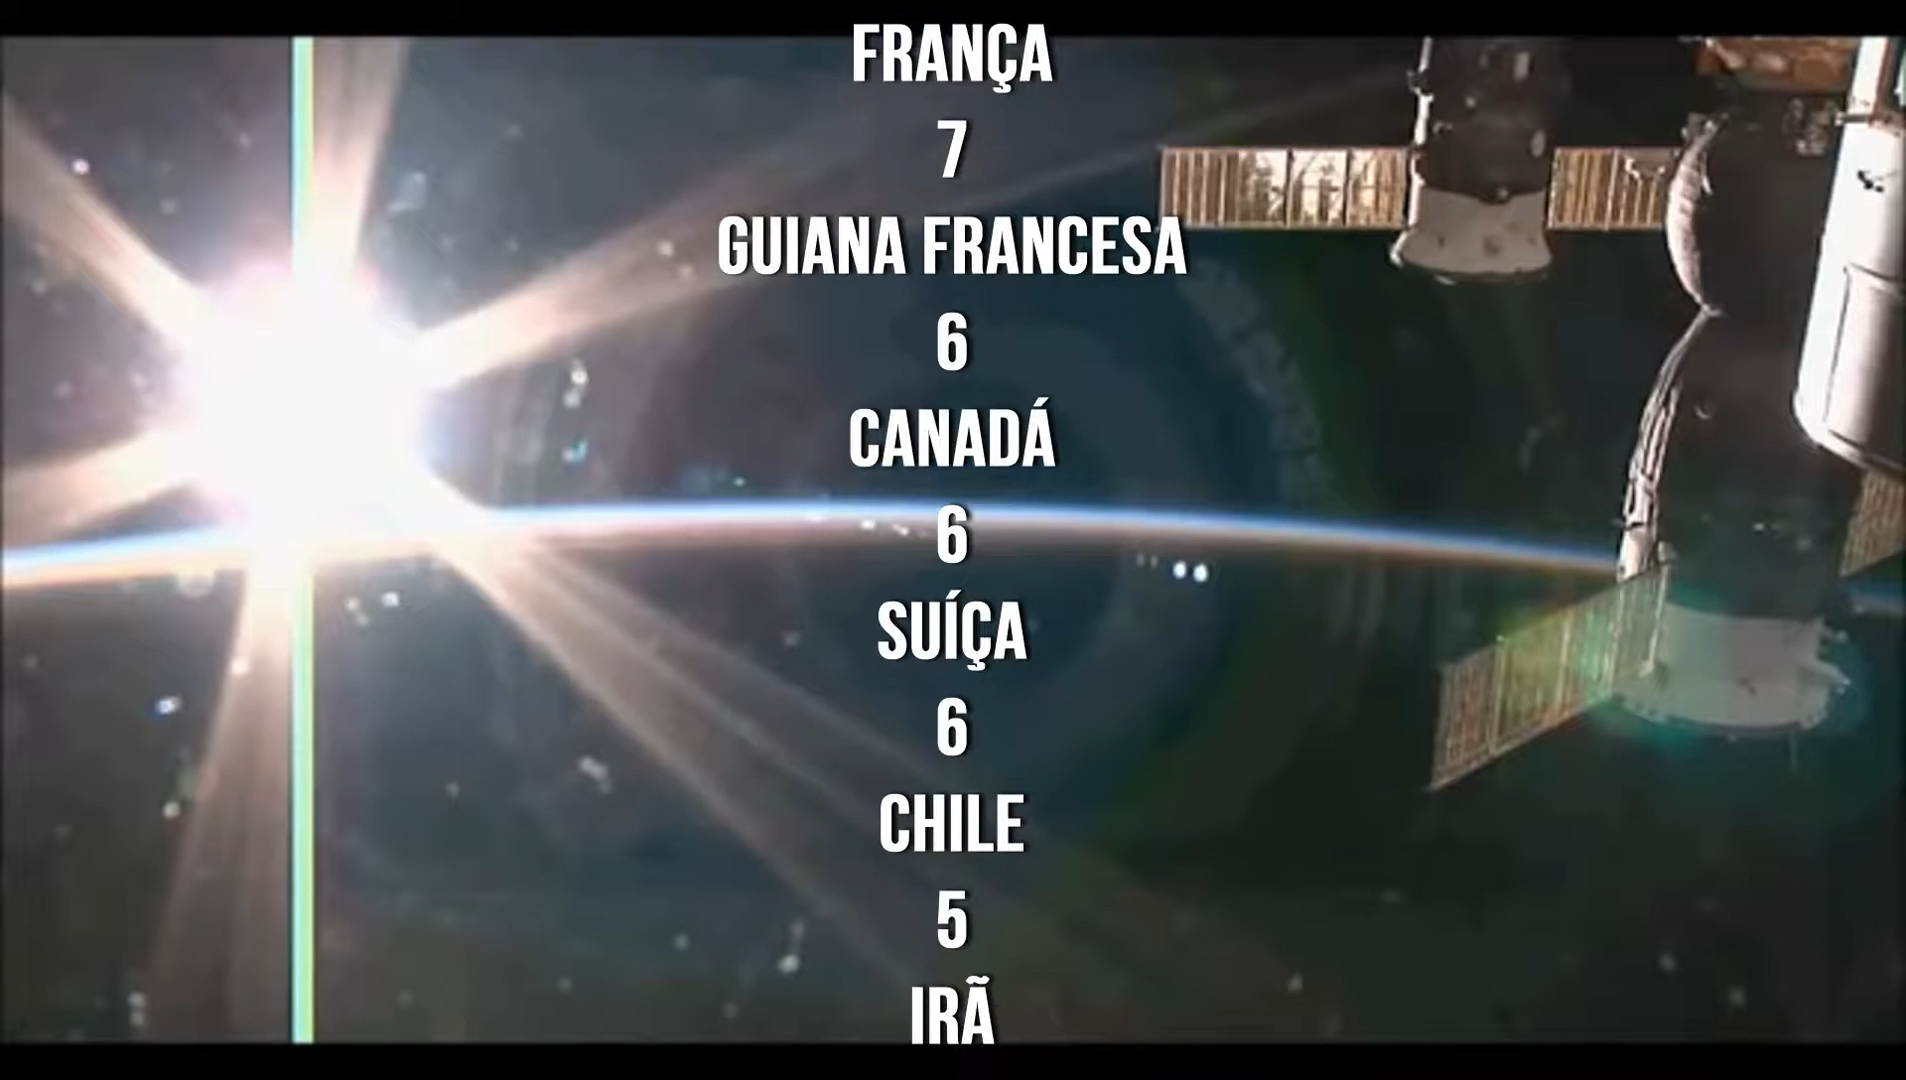 FRANÇA
7
GUIANA FRANCESA
6
CANADÁ
6
SUÍÇA
6
CHILE
5
IRÃ